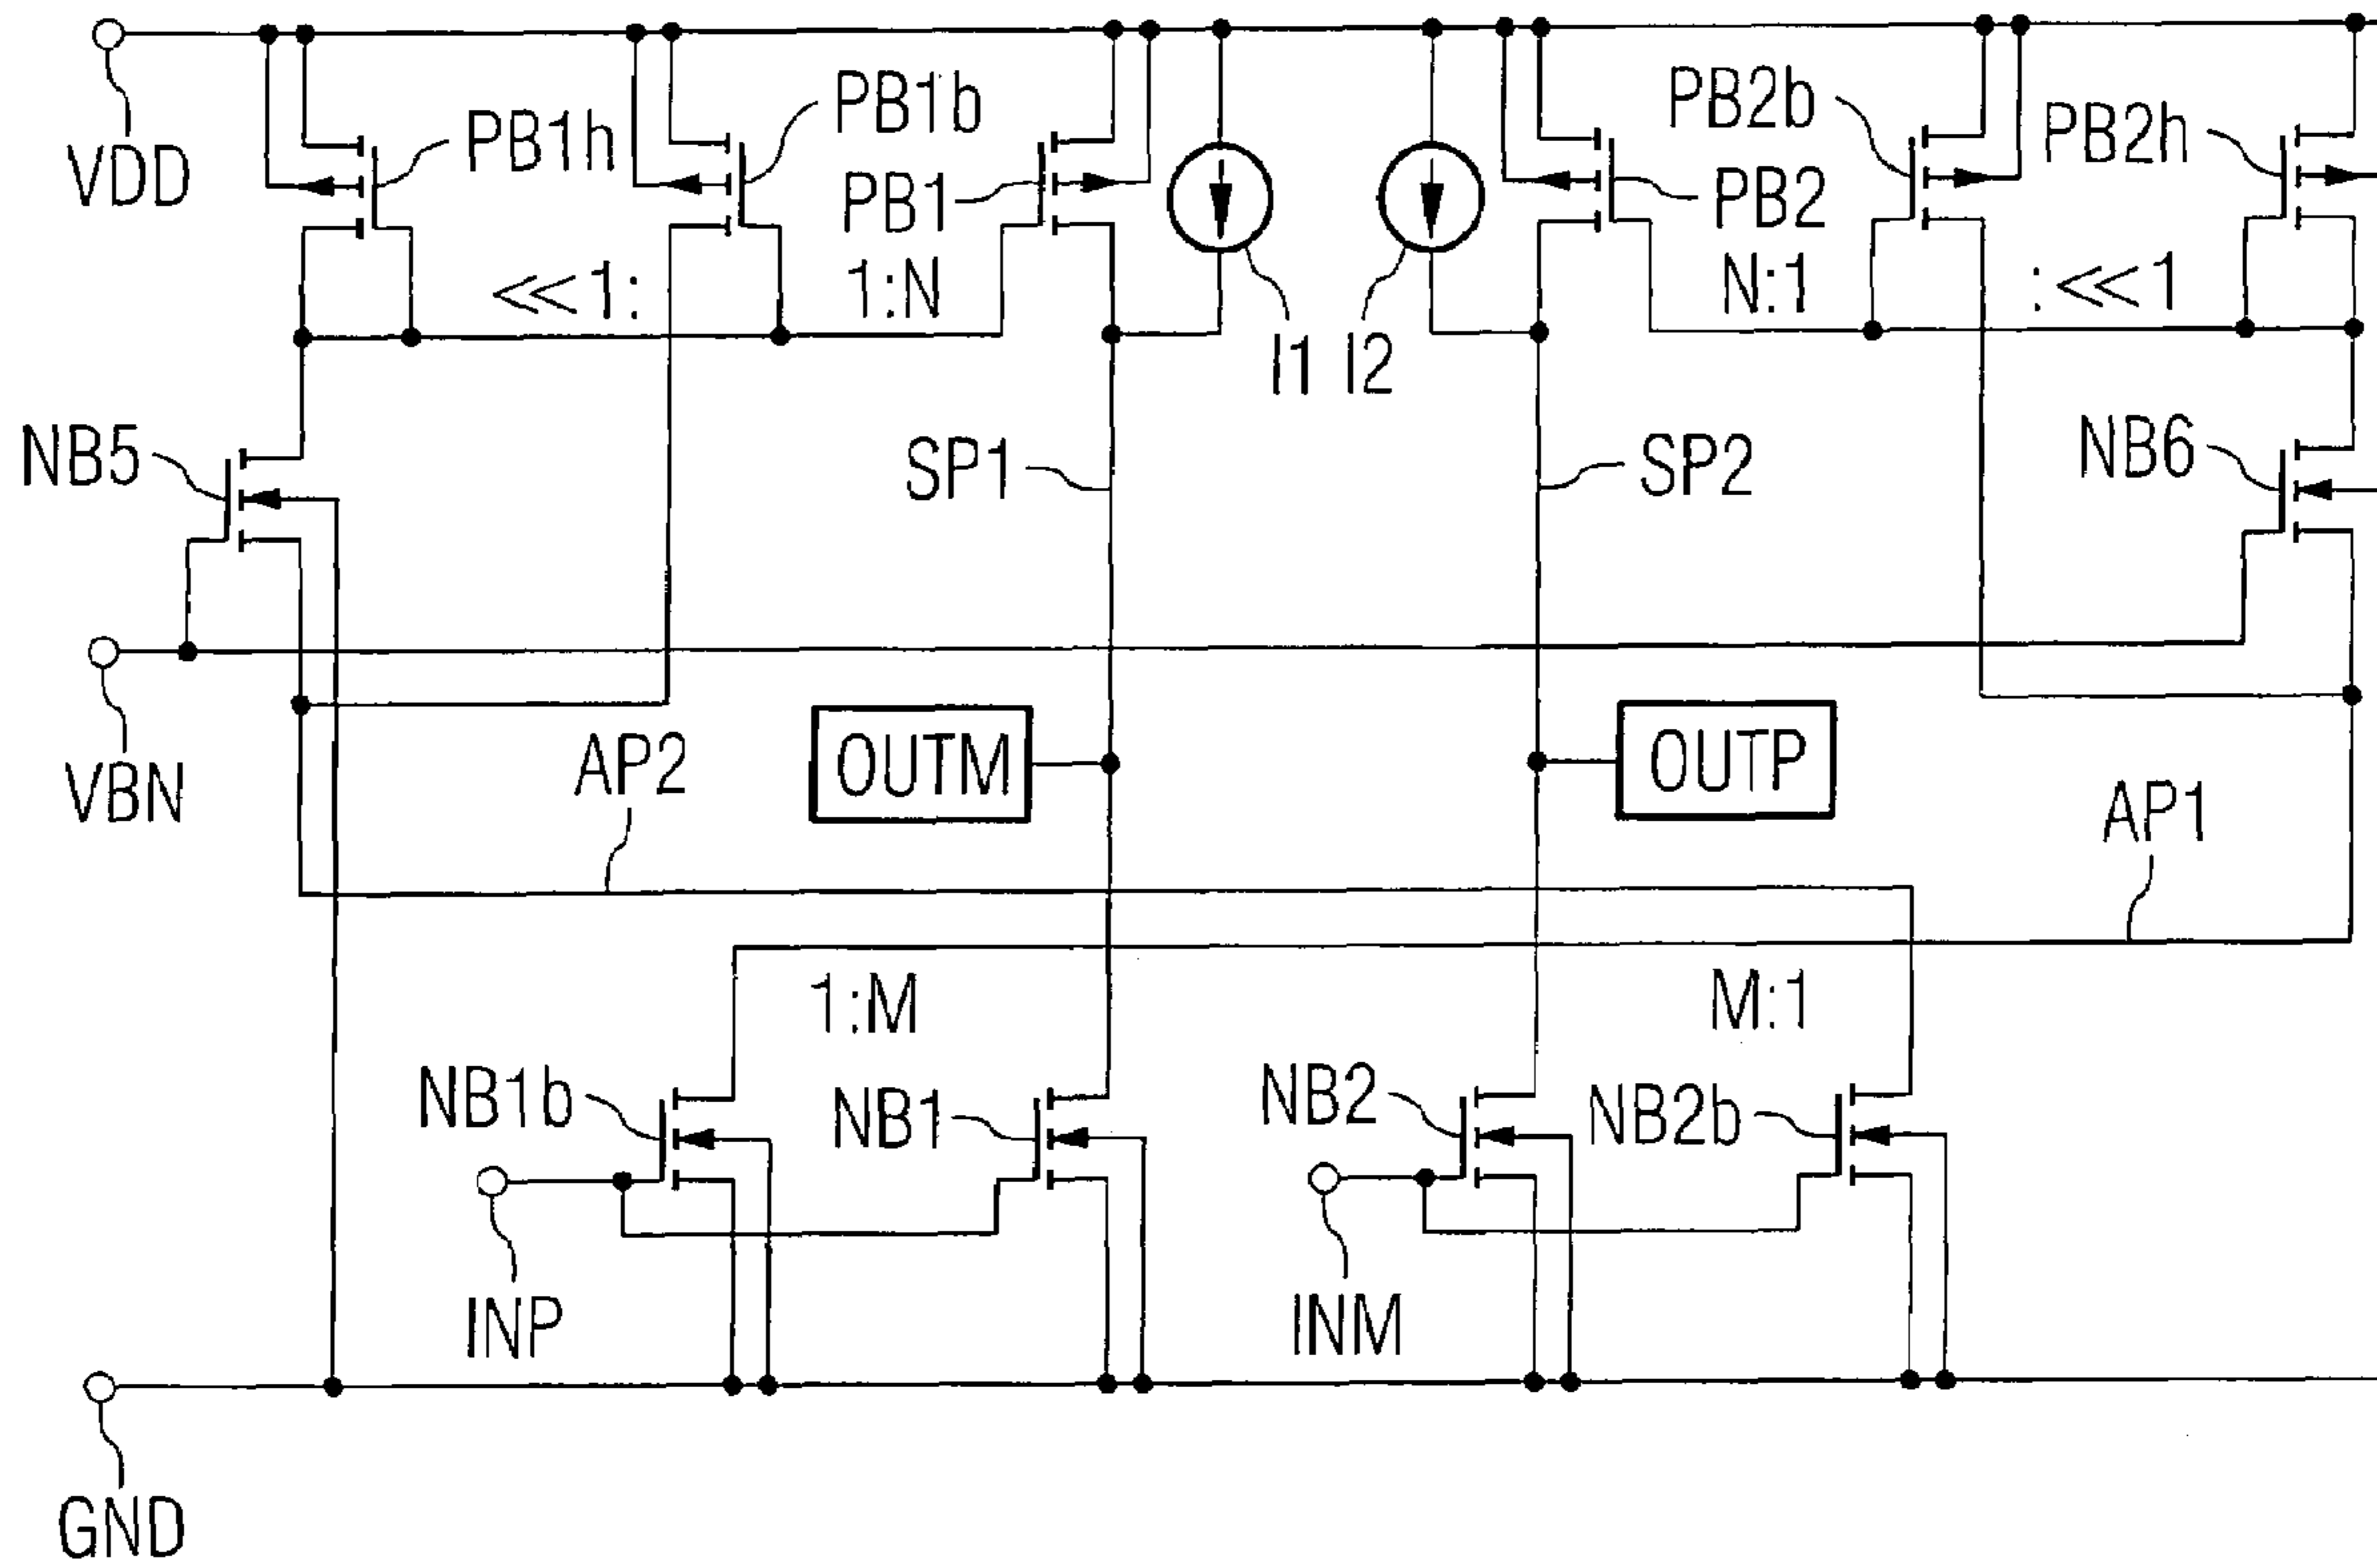 VDD
PB1h
PB1b
PB1
PB2
PB2b
PB2h
≪1:
1:N
N:1
:≪1
I1
I2
NB5
SP1
SP2
NB6
VBN
AP2
OUTM
OUTP
AP1
1:M
M:1
NB1b
NB1
NB2
NB2b
INP
INM
GND